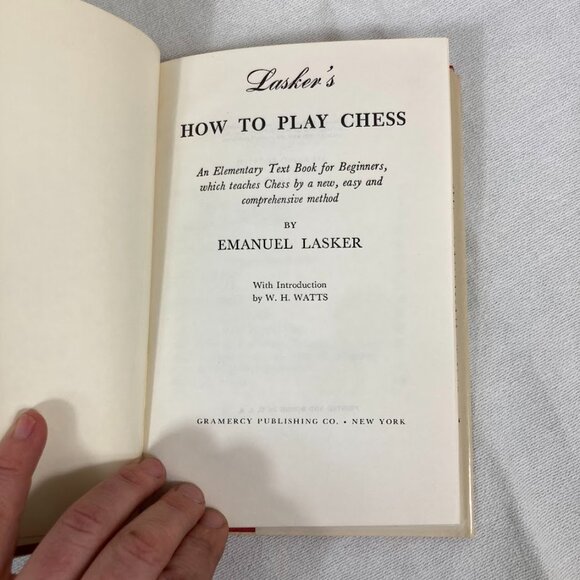 Lasker's
HOW TO PLAY CHESS
An Elementary Text Book for Beginners,
which teaches Chess by a new, easy and
comprehensive method
BY
EMANUEL LASKER
With Introduction
by W. H. WATTS
GRAMERCY PUBLISHING CO. • NEW YORK